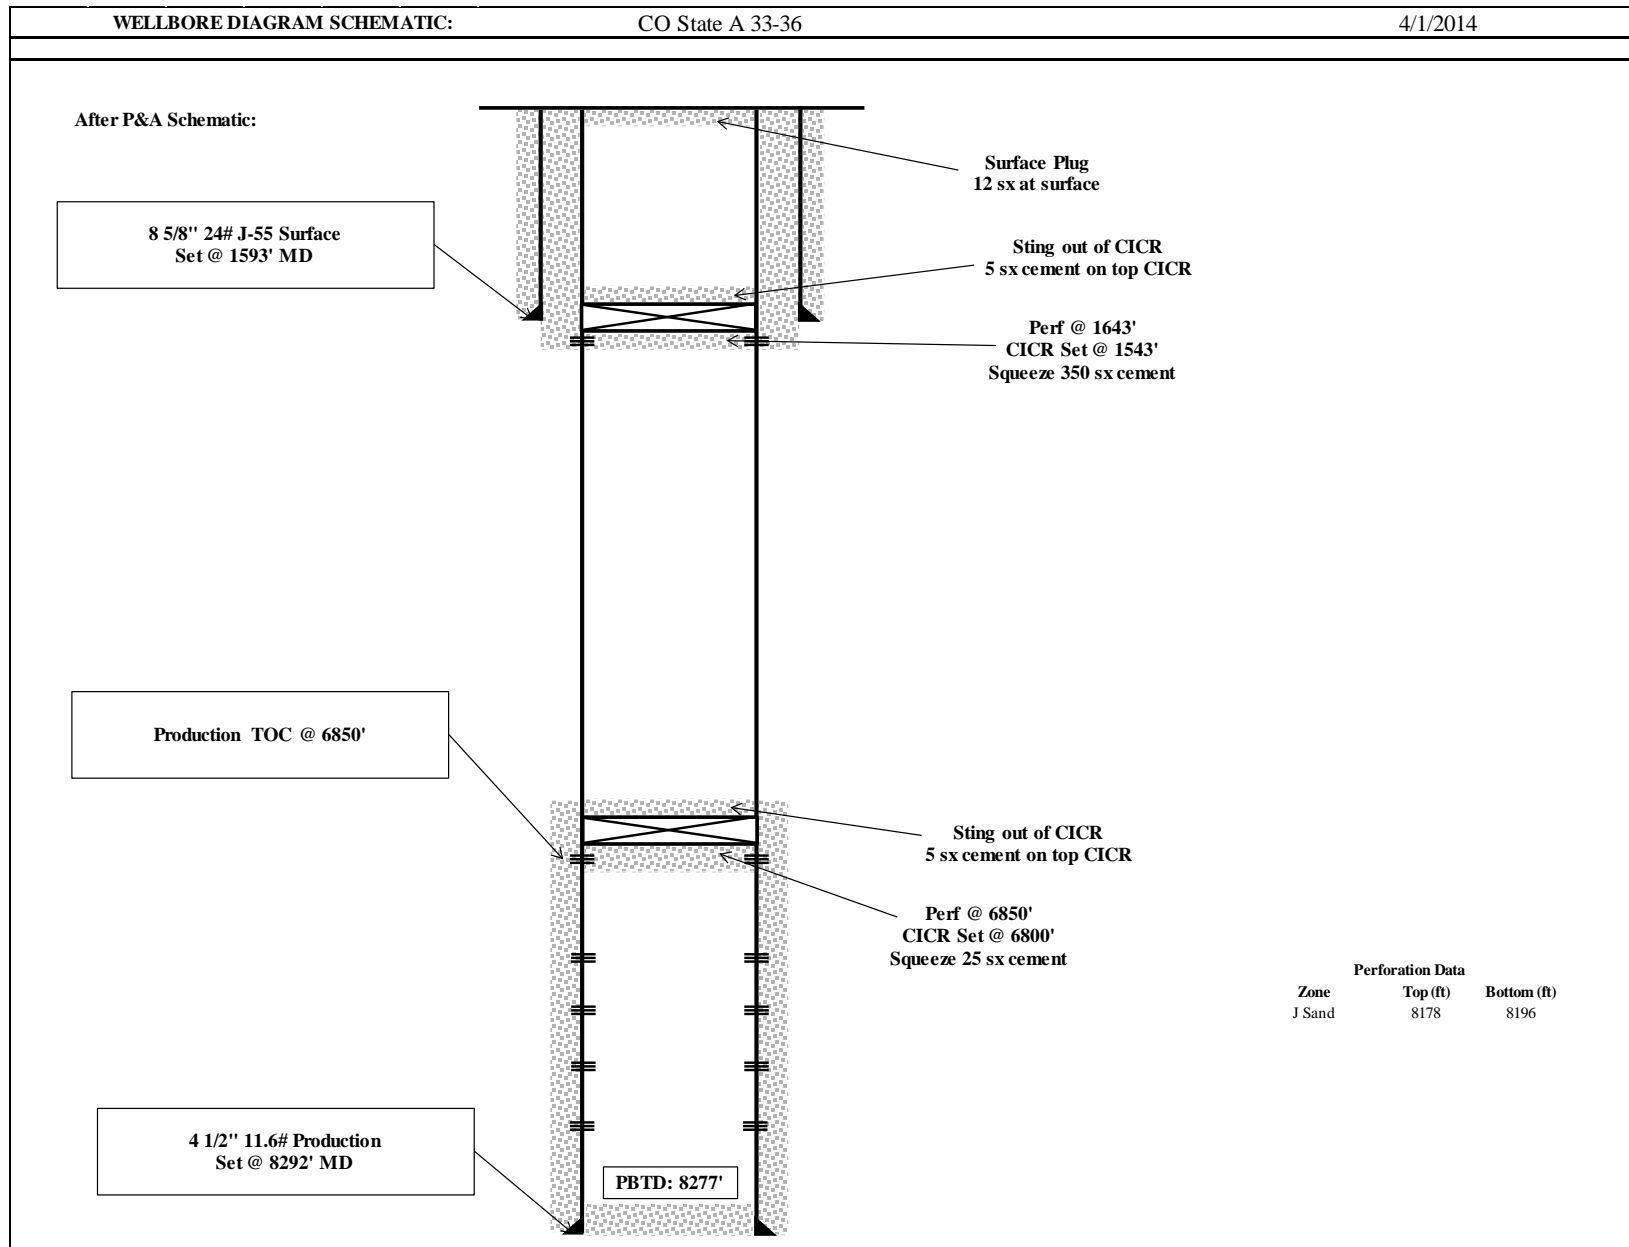 WELLBORE DIAGRAM SCHEMATIC: CO State A 33-36 4/1/2014
After P&A Schematic:
Surface Plug
12 sx at surface
8 5/8" 24# J-55 Surface
Set @ 1593' MD
Sting out of CICR
5 sx cement on top CICR
Perf @ 1643'
CICR Set @ 1543'
Squeeze 350 sx cement
Production TOC @ 6850'
Sting out of CICR
5 sx cement on top CICR
Perf @ 6850'
CICR Set @ 6800'
Squeeze 25 sx cement
Perforation Data
Zone Top (ft) Bottom (ft)
J Sand 8178 8196
4 1/2" 11.6# Production
Set @ 8292' MD
PBTD: 8277'